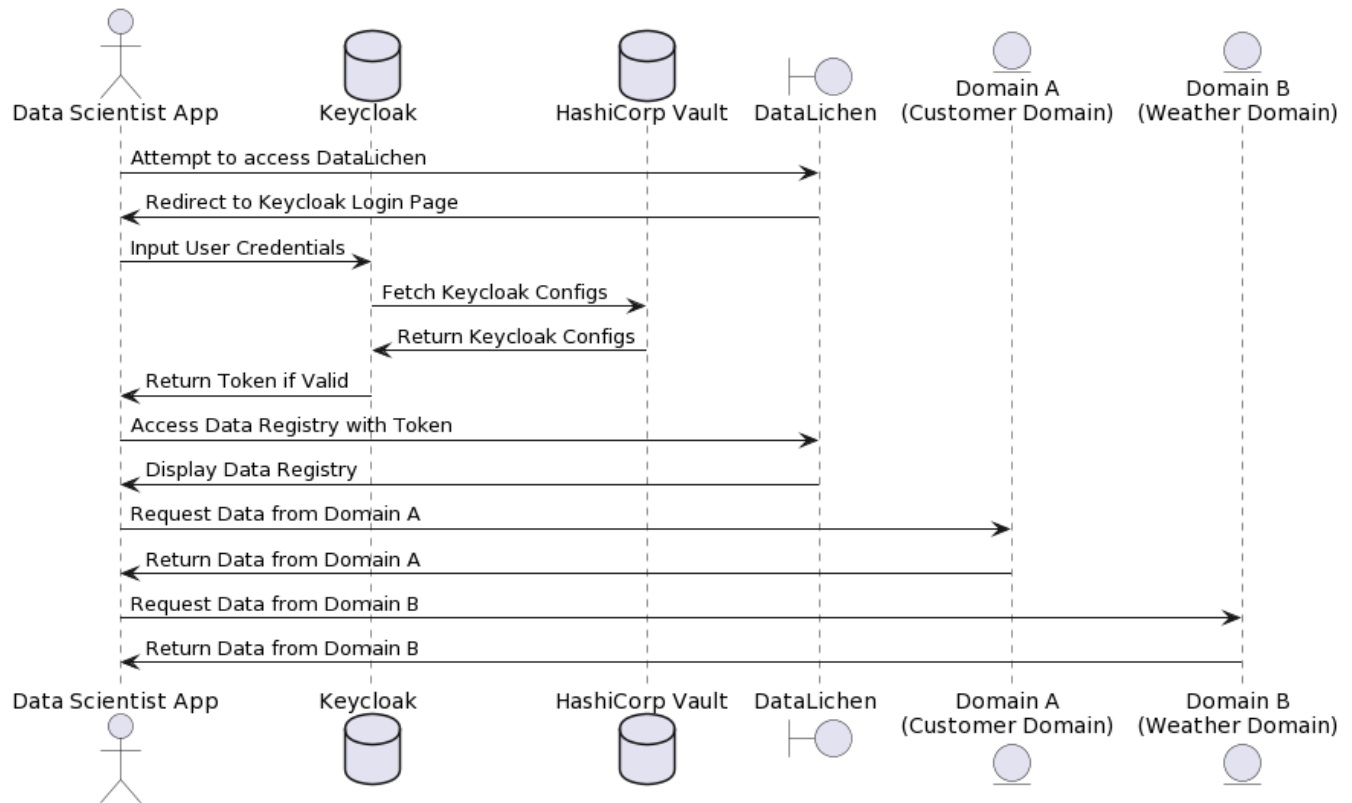 Data Scientist App
Keycloak
HashiCorp Vault
DataLichen
Domain A
(Customer Domain)
Domain B
(Weather Domain)
Attempt to access DataLichen
Redirect to Keycloak Login Page
Input User Credentials
Fetch Keycloak Configs
Return Keycloak Configs
Return Token if Valid
Access Data Registry with Token
Display Data Registry
Request Data from Domain A
Return Data from Domain A
Request Data from Domain B
Return Data from Domain B
Data Scientist App
Keycloak
HashiCorp Vault
DataLichen
Domain A
(Customer Domain)
Domain B
(Weather Domain)